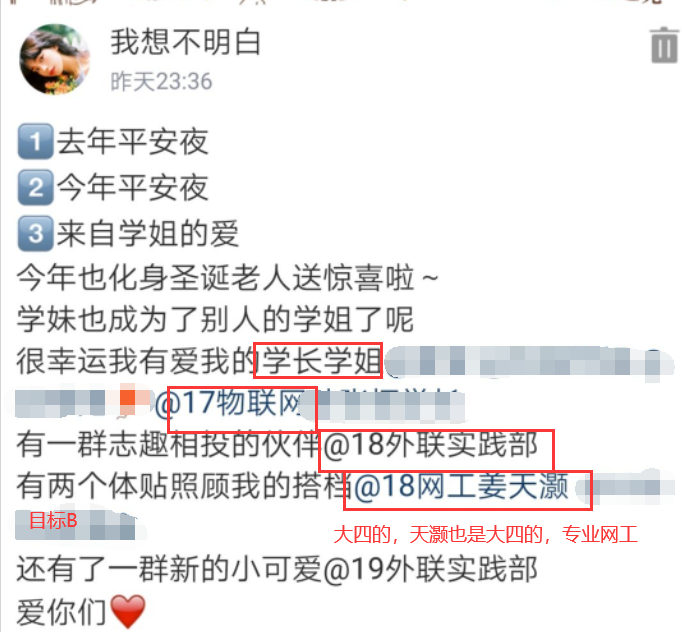 我想不明白
昨天23:36
1去年平安夜
2今年平安夜
3来自学姐的爱
今年也化身圣诞老人送惊喜啦~
学妹也成为了别人的学姐了呢
很幸运我有爱我的学长学姐
@17物联网
有一群志趣相投的伙伴@18外联实践部
有两个体贴照顾我的搭档@18网工姜天灏
目标B
大四的，天灏也是大四的，专业网工
还有了一群新的小可爱@19外联实践部
爱你们❤️